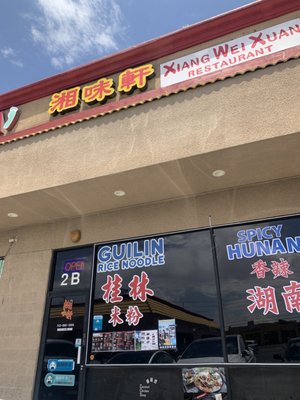 湘味轩
XIANG WEI XUAN
RESTAURANT
OPEN
2B
GUILIN
RICE NOODLE
桂林
米粉
SPICY
HUNAN
香辣
湖南